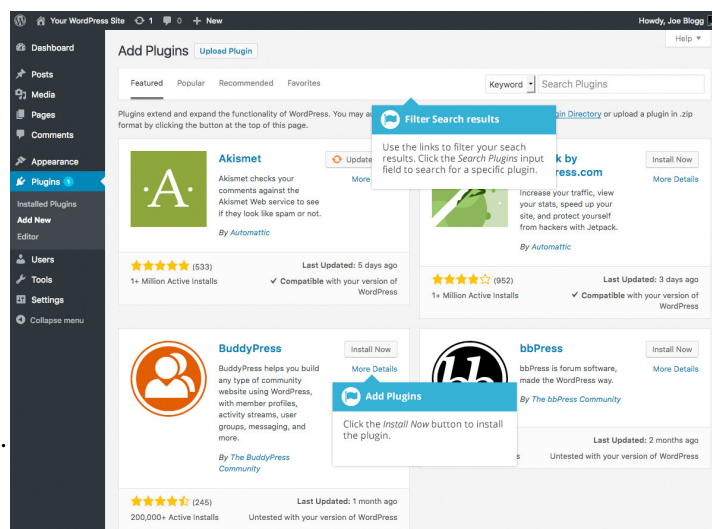 Your WordPress Site 1 0 + New
Howdy, Joe Blogg
Help
Dashboard
Posts
Media
Pages
Comments
Appearance
Plugins 1
Installed Plugins
Add New
Editor
Users
Tools
Settings
Collapse menu
Add Plugins Upload Plugin
Featured Popular Recommended Favorites
Keyword Search Plugins
Plugins extend and expand the functionality of WordPress. You may
Directory or upload a plugin in .zip
format by clicking the button at the top of this page.
Filter Search results
Use the links to filter your seach
results. Click the Search Plugins input
field to search for a specific plugin.
·A·
Akismet
Update
More
Akismet checks your
comments against the
Akismet Web service to see
if they look like spam or not.
By Automattic
(533)
Last Updated: 5 days ago
1+ Million Active Installs
✓ Compatible with your version of
WordPress
by
Install Now
More Details
Increase your traffic, view
your stats, speed up your
site, and protect yourself
from hackers with Jetpack.
By Automattic
(952)
Last Updated: 3 days ago
1+ Million Active Installs
✓ Compatible with your version of
WordPress
BuddyPress
Install Now
More Details
BuddyPress helps you build
any type of community
website using WordPress,
with member profiles,
activity streams, user
groups, messaging, and
more.
By The BuddyPress
Community
(245)
Last Updated: 1 month ago
200,000+ Active Installs
Untested with your version of WordPress
Add Plugins
Click the Install Now button to install
the plugin.
bb
bbPress
Install Now
More Details
bbPress is forum software,
made the WordPress way.
By The bbPress Community
Last Updated: 2 months ago
Untested with your version of WordPress